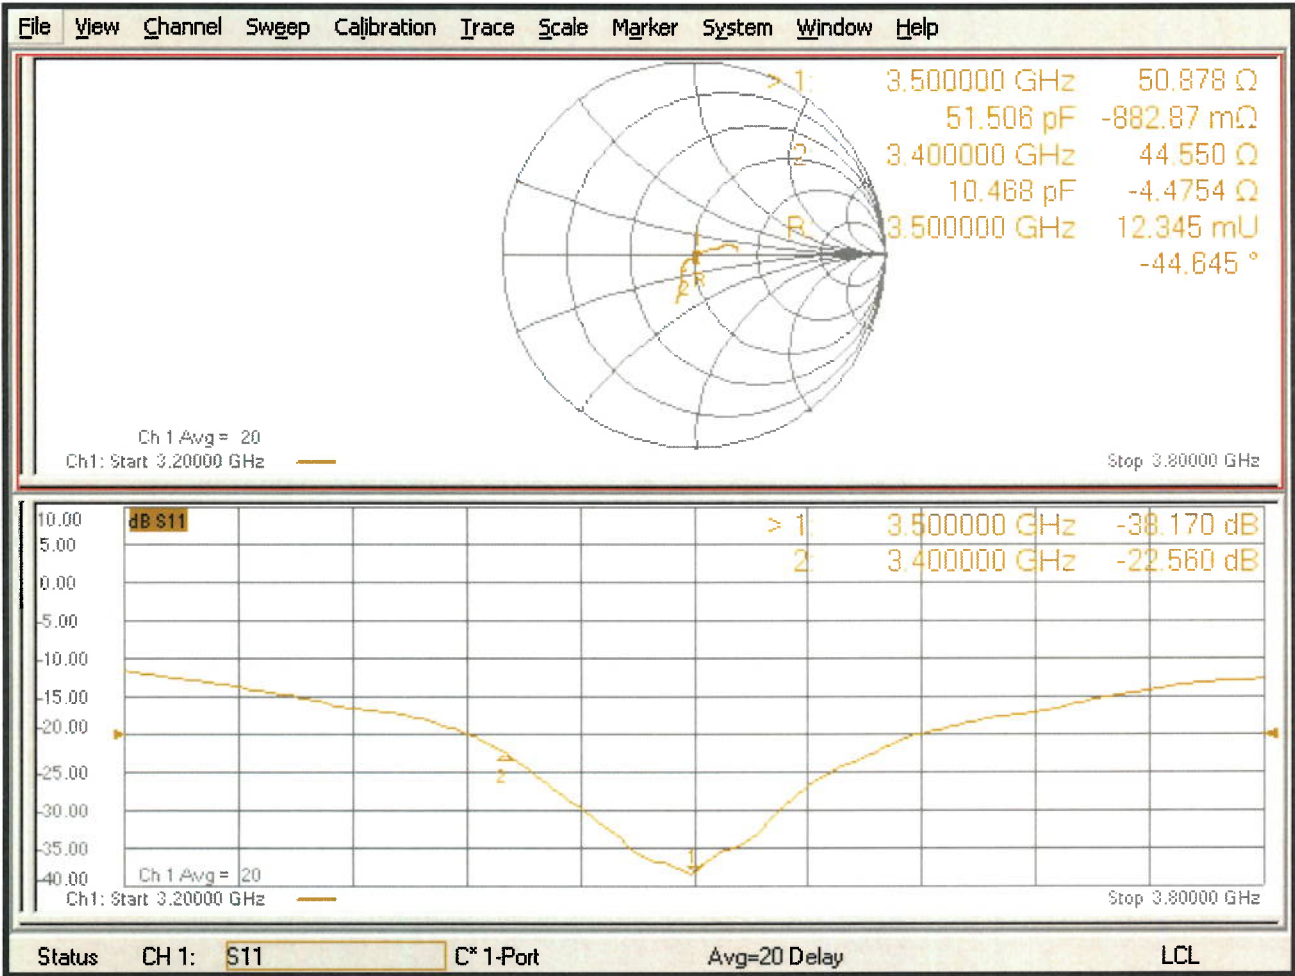 File View Channel Sweep Calibration Trace Scale Marker System Window Help
> 1: 3.500000 GHz 50.878 Ω
51.506 pF -882.87 mΩ
2 3.400000 GHz 44.550 Ω
10.468 pF -4.4754 Ω
R 3.500000 GHz 12.345 mU
-44.645 °
1
2 R
Ch 1 Avg = 20
Ch1: Start 3.20000 GHz
Stop 3.80000 GHz
10.00 dB S11
5.00
0.00
-5.00
-10.00
-15.00
-20.00
-25.00
-30.00
-35.00
-40.00
> 1: 3.500000 GHz -38.170 dB
2: 3.400000 GHz -22.560 dB
2
1
Ch 1 Avg = 20
Ch1: Start 3.20000 GHz
Stop 3.80000 GHz
Status CH 1: S11 C* 1-Port Avg=20 Delay LCL